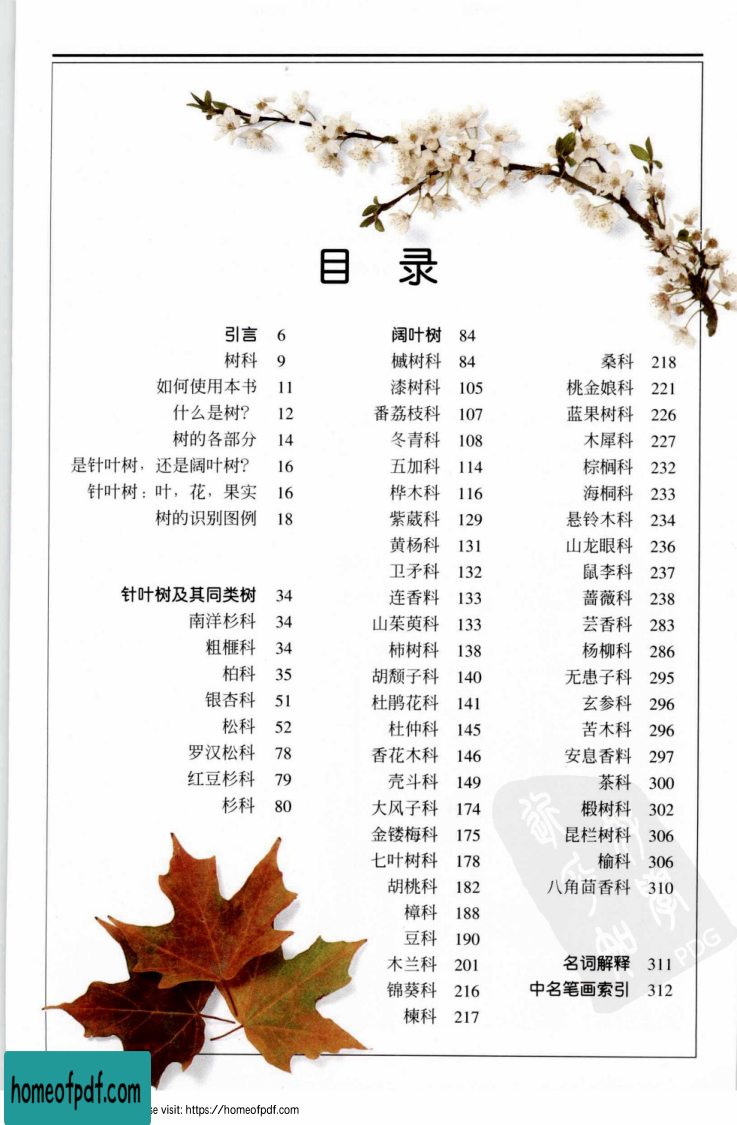 目 录
引言 6
树科 9
如何使用本书 11
什么是树? 12
树的各部分 14
是针叶树，还是阔叶树? 16
针叶树：叶，花，果实 16
树的识别图例 18
针叶树及其同类树 34
南洋杉科 34
粗榧科 34
柏科 35
银杏科 51
松科 52
罗汉松科 78
红豆杉科 79
杉科 80
阔叶树 84
槭树科 84
漆树科 105
番荔枝科 107
冬青科 108
五加科 114
桦木科 116
紫葳科 129
黄杨科 131
卫矛科 132
连香料 133
山茱萸科 133
柿树科 138
胡颓子科 140
杜鹃花科 141
杜仲科 145
香花木科 146
壳斗科 149
大风子科 174
金镂梅科 175
七叶树科 178
胡桃科 182
樟科 188
豆科 190
木兰科 201
锦葵科 216
楝科 217
桑科 218
桃金娘科 221
蓝果树科 226
木犀科 227
棕榈科 232
海桐科 233
悬铃木科 234
山龙眼科 236
鼠李科 237
蔷薇科 238
芸香科 283
杨柳科 286
无患子科 295
玄参科 296
苦木科 296
安息香料 297
茶科 300
椴树科 302
昆栏树科 306
榆科 306
八角茴香科 310
名词解释 311
中名笔画索引 312
PDG
homeofpdf.com
se visit: https://homeofpdf.com